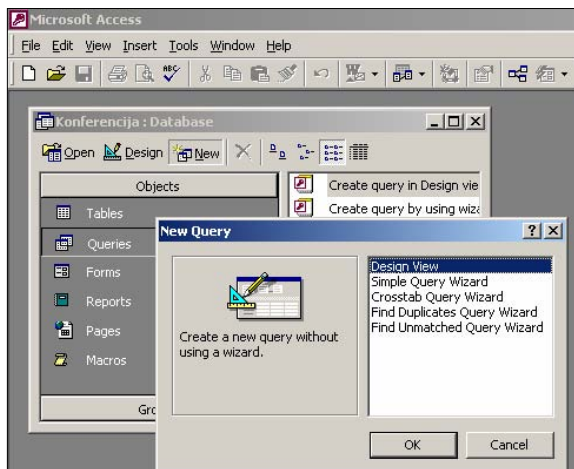 Microsoft Access
File Edit View Insert Tools Window Help
ABC
Konferencija : Database
Open Design New
Objects
Create query in Design vie
Tables
Create query by using wiza
New Query
Queries
Design View
Simple Query Wizard
Forms
Crosstab Query Wizard
Find Duplicates Query Wizard
Reports
Find Unmatched Query Wizard
Create a new query without
using a wizard.
Pages
Macros
Gro
OK Cancel